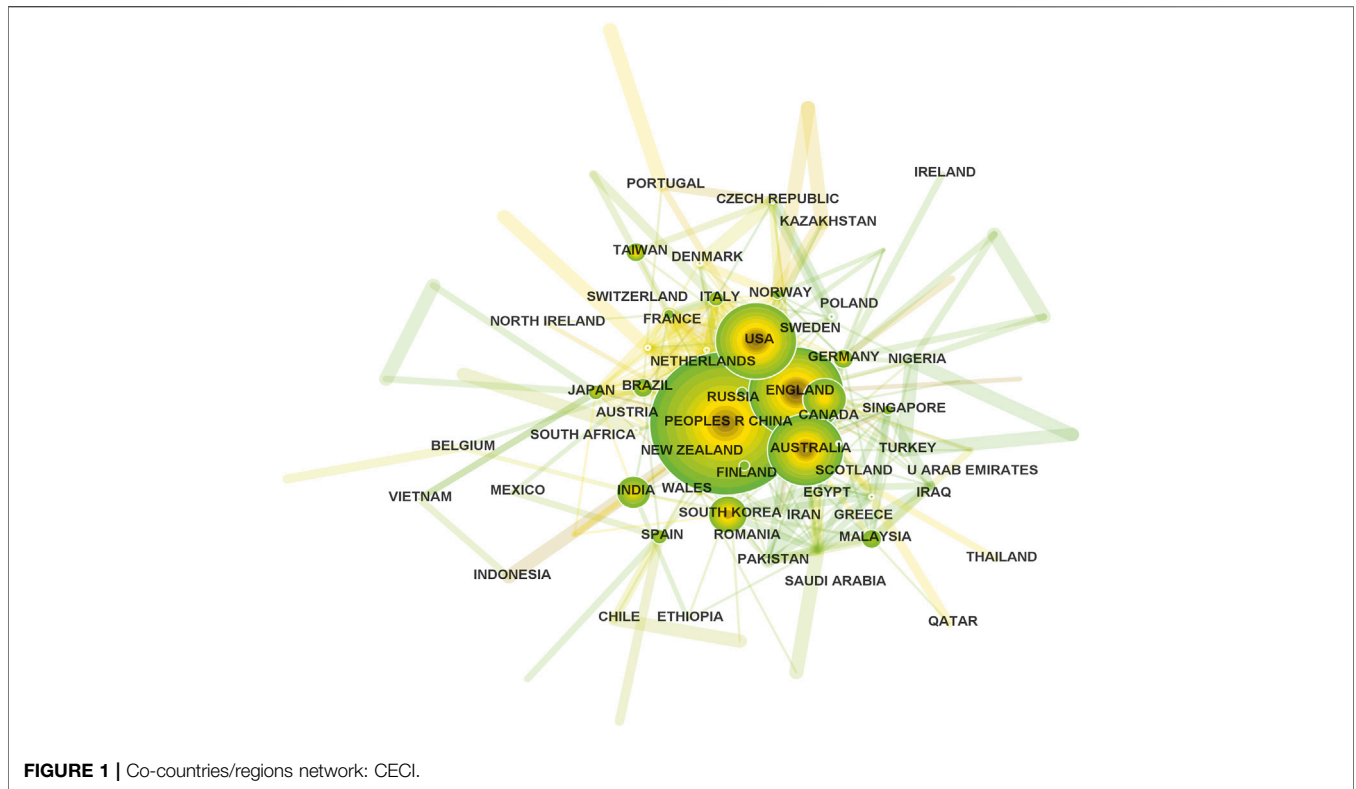 IRELAND
PORTUGAL
CZECH REPUBLIC
KAZAKHSTAN
TAIWAN
DENMARK
NORWAY
SWITZERLAND
ITALY
POLAND
NORTH IRELAND
FRANCE
SWEDEN
USA
NETHERLANDS
GERMANY
NIGERIA
JAPAN
BRAZIL
RUSSIA
ENGLAND
AUSTRIA
CANADA
SINGAPORE
PEOPLES R CHINA
SOUTH AFRICA
BELGIUM
NEW ZEALAND
AUSTRALIA
TURKEY
FINLAND
SCOTLAND
U ARAB EMIRATES
VIETNAM
MEXICO
INDIA
WALES
EGYPT
IRAQ
SOUTH KOREA
IRAN
GREECE
SPAIN
ROMANIA
MALAYSIA
PAKISTAN
THAILAND
INDONESIA
SAUDI ARABIA
CHILE
ETHIOPIA
QATAR
FIGURE 1 | Co-countries/regions network: CECI.